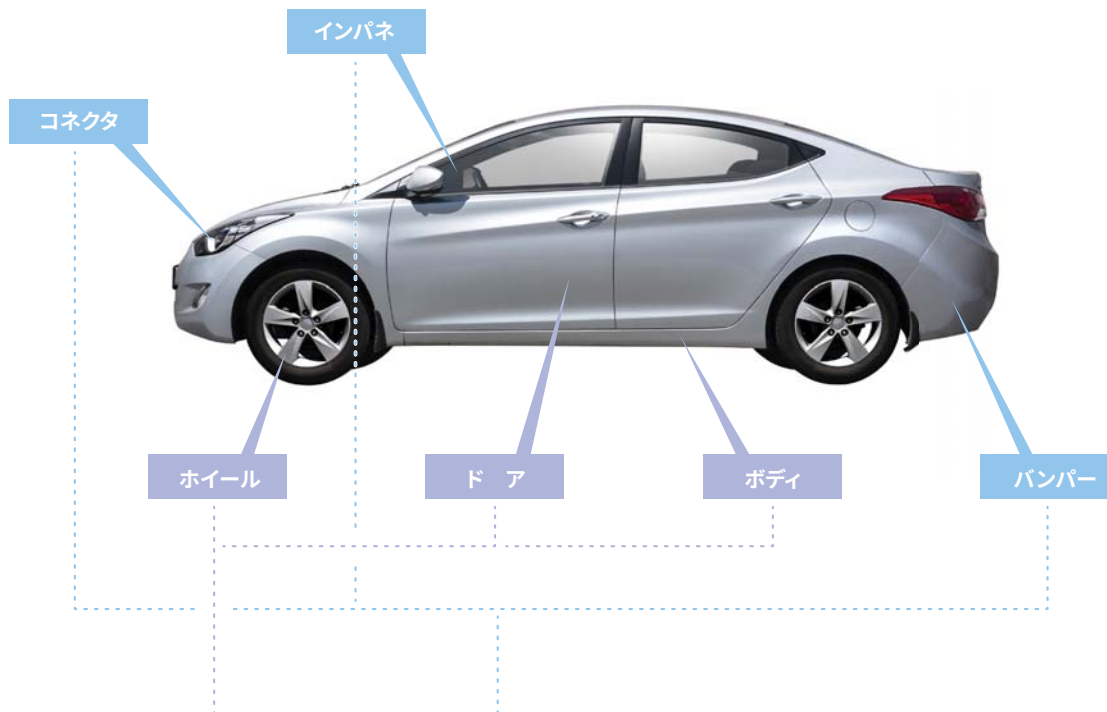 インパネ
コネクタ
ホイール
ド　ア
ボディ
バンパー